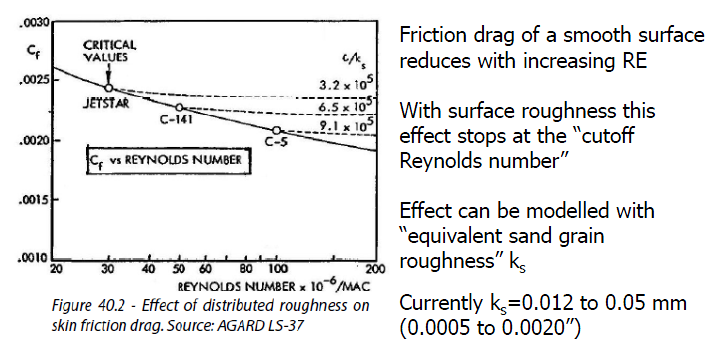 .0030
Cf
CRITICAL
VALUES
c/ks
.0025
3.2 x 10^5
JETSTAR
6.5 x 10^5
C-141
9.1 x 10^5
.0020
C-5
Cf vs REYNOLDS NUMBER
.0015
.0010
20 30 40 50 60 80 100 200
REYNOLDS NUMBER x 10^-6/MAC
Figure 40.2 - Effect of distributed roughness on
skin friction drag. Source: AGARD LS-37
Friction drag of a smooth surface
reduces with increasing RE
With surface roughness this
effect stops at the “cutoff
Reynolds number”
Effect can be modelled with
“equivalent sand grain
roughness” ks
Currently ks=0.012 to 0.05 mm
(0.0005 to 0.0020”)